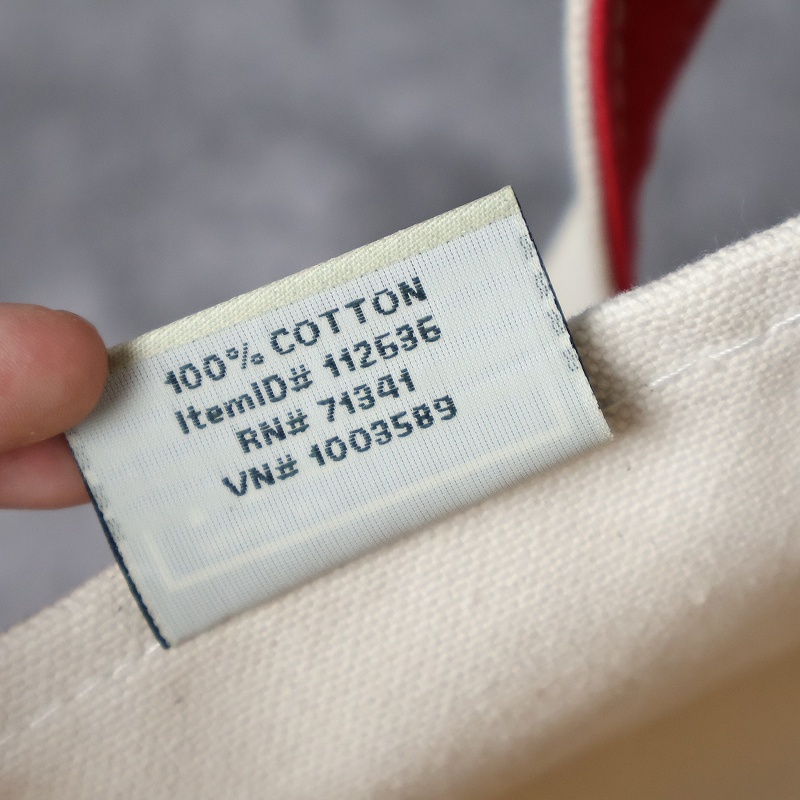 100% COTTON
ItemID# 112636
RN# 71341
VN# 1003589